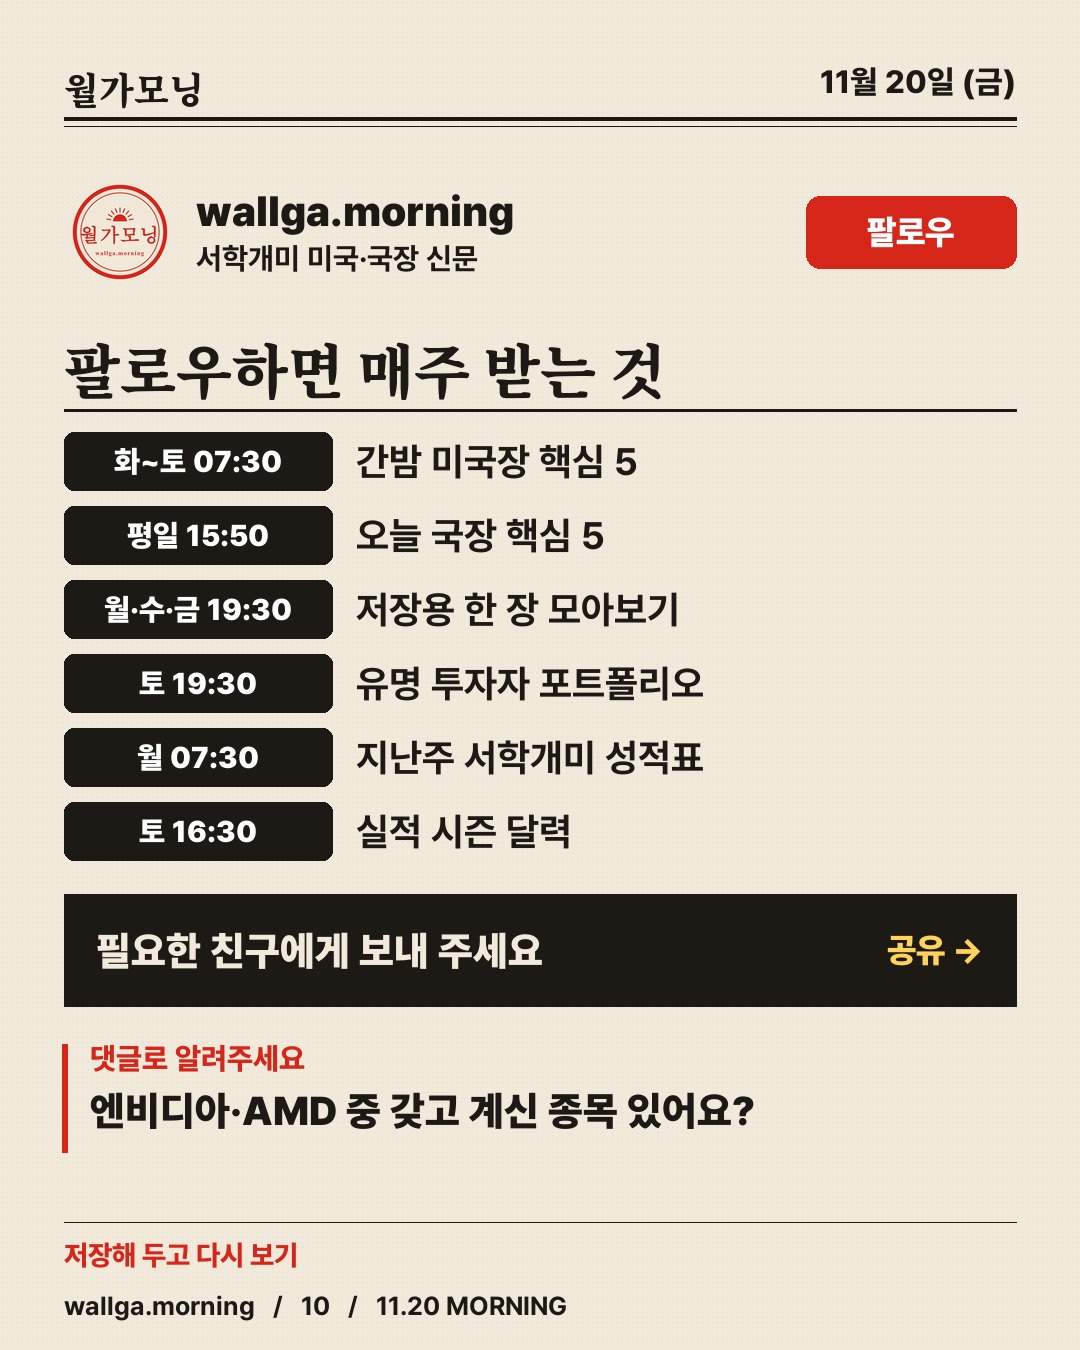 월가모닝
11월 20일 (금)
월가모닝
wallga.morning
wallga.morning
서학개미 미국·국장 신문
팔로우
팔로우하면 매주 받는 것
화~토 07:30 간밤 미국장 핵심 5
평일 15:50 오늘 국장 핵심 5
월·수·금 19:30 저장용 한 장 모아보기
토 19:30 유명 투자자 포트폴리오
월 07:30 지난주 서학개미 성적표
토 16:30 실적 시즌 달력
필요한 친구에게 보내 주세요 공유 →
댓글로 알려주세요
엔비디아·AMD 중 갖고 계신 종목 있어요?
저장해 두고 다시 보기
wallga.morning / 10 / 11.20 MORNING